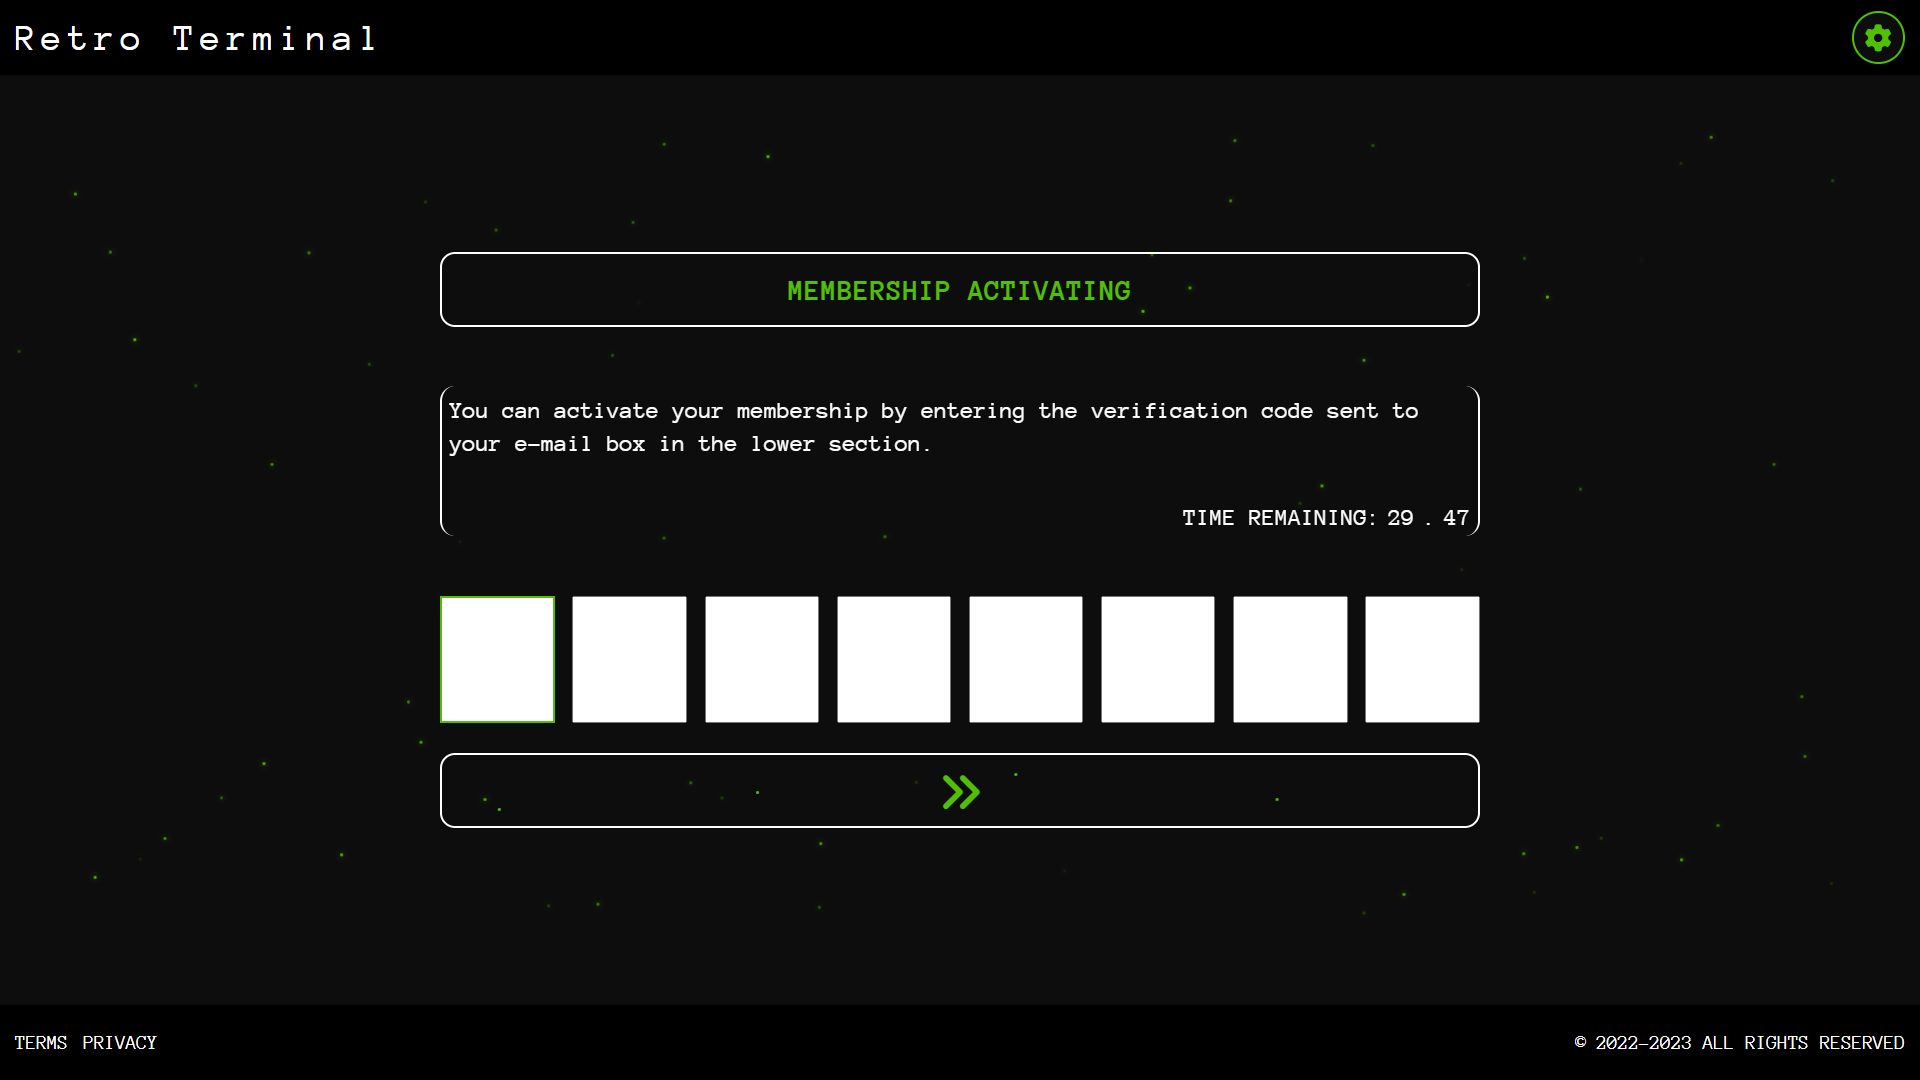 Retro Terminal
MEMBERSHIP ACTIVATING
You can activate your membership by entering the verification code sent to
your e-mail box in the lower section.
TIME REMAINING: 29 . 47
TERMS PRIVACY
© 2022-2023 ALL RIGHTS RESERVED